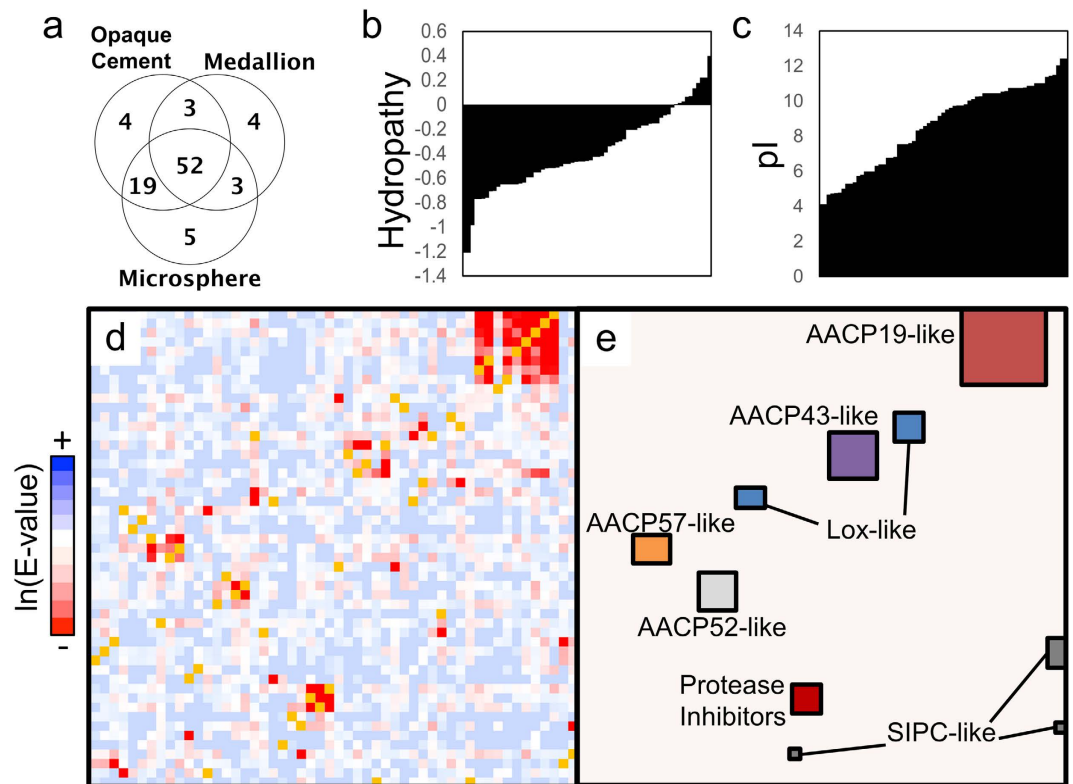 a
Opaque
Cement
Medallion
4
3
4
52
19
3
5
Microsphere
b
Hydropathy
0.6
0.4
0.2
0
-0.2
-0.4
-0.6
-0.8
-1
-1.2
-1.4
c
pI
14
12
10
8
6
4
2
0
d
ln(E-value)
+
-
e
AACP19-like
AACP43-like
Lox-like
AACP57-like
AACP52-like
Protease
Inhibitors
SIPC-like